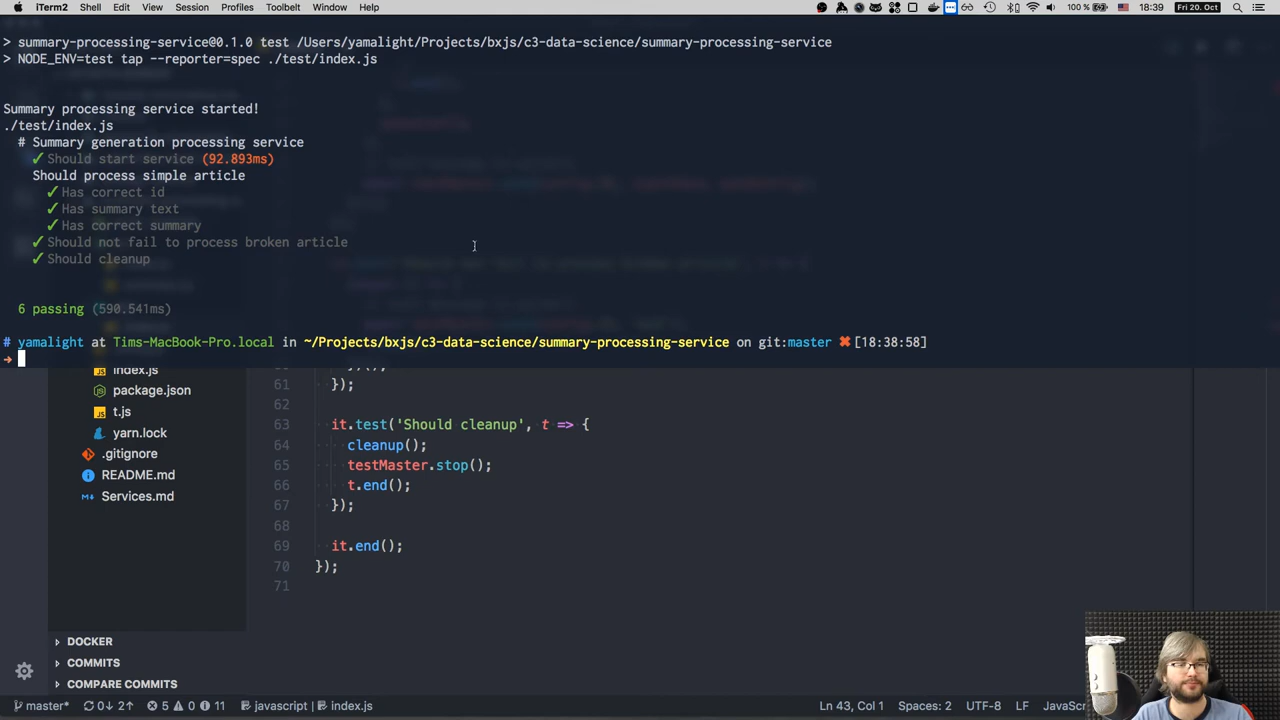 iTerm2 Shell Edit View Session Profiles Toolbelt Window Help 100 % 18:39 Fri 20. Oct
> summary-processing-service@0.1.0 test /Users/yamalight/Projects/bxjs/c3-data-science/summary-processing-service
> NODE_ENV=test tap --reporter=spec ./test/index.js
Summary processing service started!
./test/index.js
# Summary generation processing service
✓ Should start service (92.893ms)
Should process simple article
✓ Has correct id
✓ Has summary text
✓ Has correct summary
✓ Should not fail to process broken article
✓ Should cleanup
6 passing (590.541ms)
# yamalight at Tims-MacBook-Pro.local in ~/Projects/bxjs/c3-data-science/summary-processing-service on git:master ✖ [18:38:58]
➜
index.js
package.json
t.js
yarn.lock
.gitignore
README.md
Services.md
DOCKER
COMMITS
COMPARE COMMITS
61 });
62
63 it.test('Should cleanup', t => {
64 cleanup();
65 testMaster.stop();
66 t.end();
67 });
68
69 it.end();
70 });
71
master* 0↓ 2↑ 5 0 11 javascript index.js Ln 43, Col 1 Spaces: 2 UTF-8 LF JavaSc